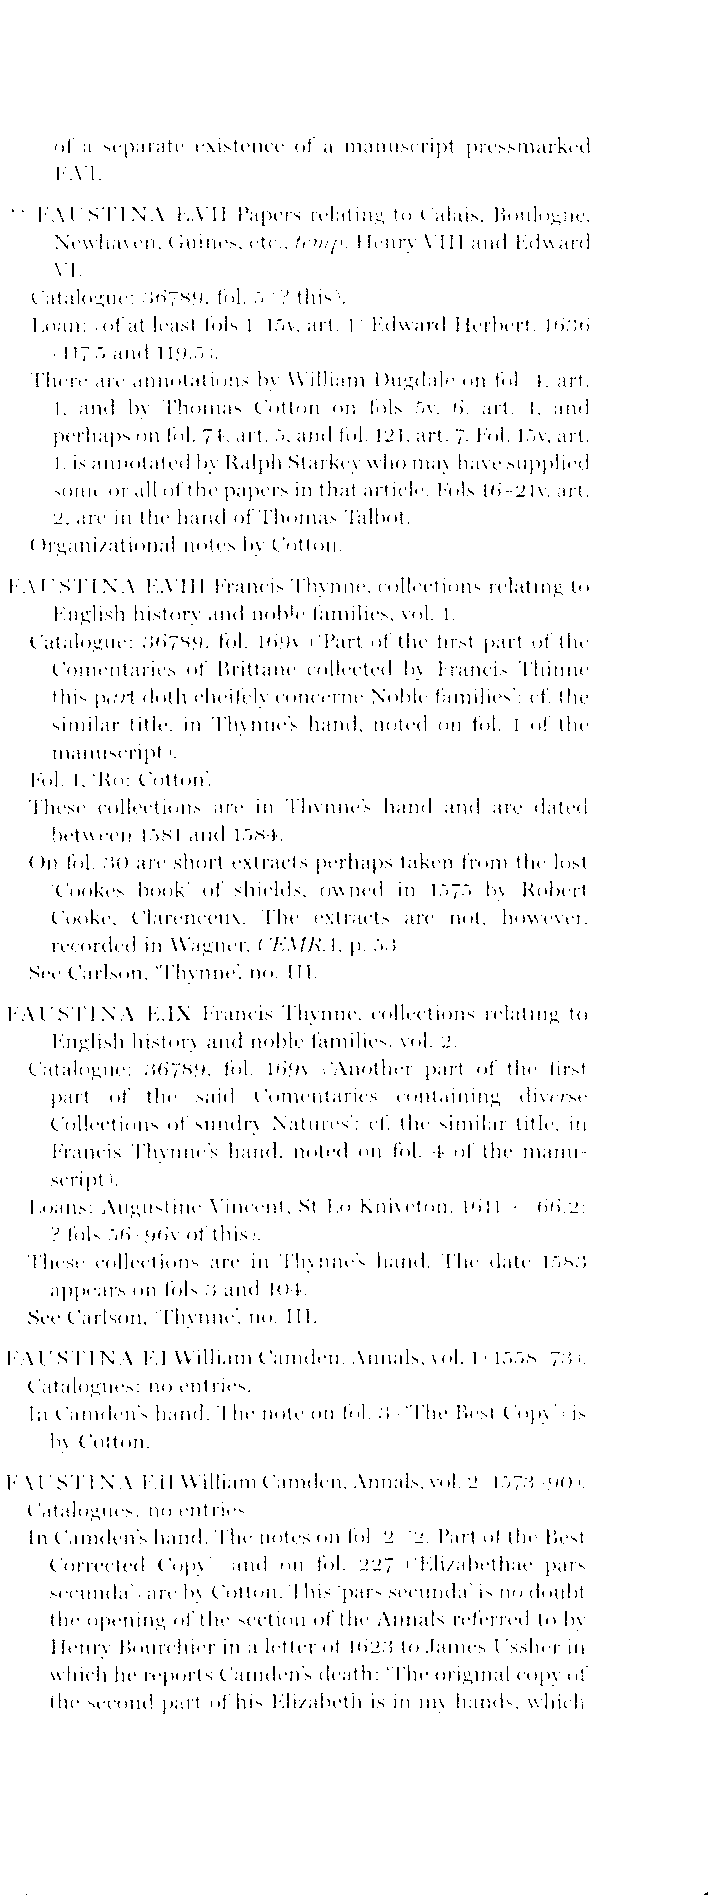 of a separate existence of a manuscript pressmarked
E.VI.
FAUSTINA E.VII Papers relating to Calais, Boulogne,
Newhaven, Guines, etc., temp. Henry VIII and Edward
VI.
Catalogue: 36789, fol. 5 (? this).
Loan: (of at least fols 1–15v, art. 1) Edward Herbert, 1636
(117.5 and 119.5).
There are annotations by William Dugdale on fol. 4, art.
1, and by Thomas Cotton on fols 5v, 6, art. 1, and
perhaps on fol. 74, art. 5, and fol. 121, art. 7. Fol. 15v, art.
1, is annotated by Ralph Starkey who may have supplied
some or all of the papers in that article. Fols 16–21v, art.
2, are in the hand of Thomas Talbot.
Organizational notes by Cotton.
FAUSTINA E.VIII Francis Thynne, collections relating to
English history and noble families, vol. 1.
Catalogue: 36789, fol. 169v ('Part of the first part of the
Comentaries of Brittane collected by Francis Thinne
this part doth cheifely concerne Noble families': cf. the
similar title, in Thynne's hand, noted on fol. 1 of the
manuscript).
Fol. 1, 'Ro: Cotton'.
These collections are in Thynne's hand and are dated
between 1581 and 1584.
On fol. 30 are short extracts perhaps taken from the lost
'Cookes book' of shields, owned in 1575 by Robert
Cooke, Clarenceux. The extracts are not, however,
recorded in Wagner, CEMRA, p. 53
See Carlson, 'Thynne', no. III.
FAUSTINA E.IX Francis Thynne, collections relating to
English history and noble families, vol. 2.
Catalogue: 36789, fol. 169v ('Another part of the first
part of the said Comentaries containing diverse
Collections of sundry Natures': cf. the similar title, in
Francis Thynne's hand, noted on fol. 4 of the manu-
script).
Loans: Augustine Vincent, St Lo Kniveton, 1611 (66.2:
? fols 56–96v of this).
These collections are in Thynne's hand. The date 1583
appears on fols 3 and 104.
See Carlson, 'Thynne', no. III.
FAUSTINA F.I William Camden, Annals, vol. 1 (1558–73).
Catalogues: no entries.
In Camden's hand. The note on fol. 3 ('The Best Copy') is
by Cotton.
FAUSTINA F.II William Camden, Annals, vol. 2 (1573–90).
Catalogues: no entries
In Camden's hand. The notes on fol. 2 ('2. Part of the Best
Corrected Copy') and on fol. 227 ('Elizabethae pars
secunda') are by Cotton. This 'pars secunda' is no doubt
the opening of the section of the Annals referred to by
Henry Bourchier in a letter of 1623 to James Ussher in
which he reports Camden's death: 'The original copy of
the second part of his Elizabeth is in my hands, which